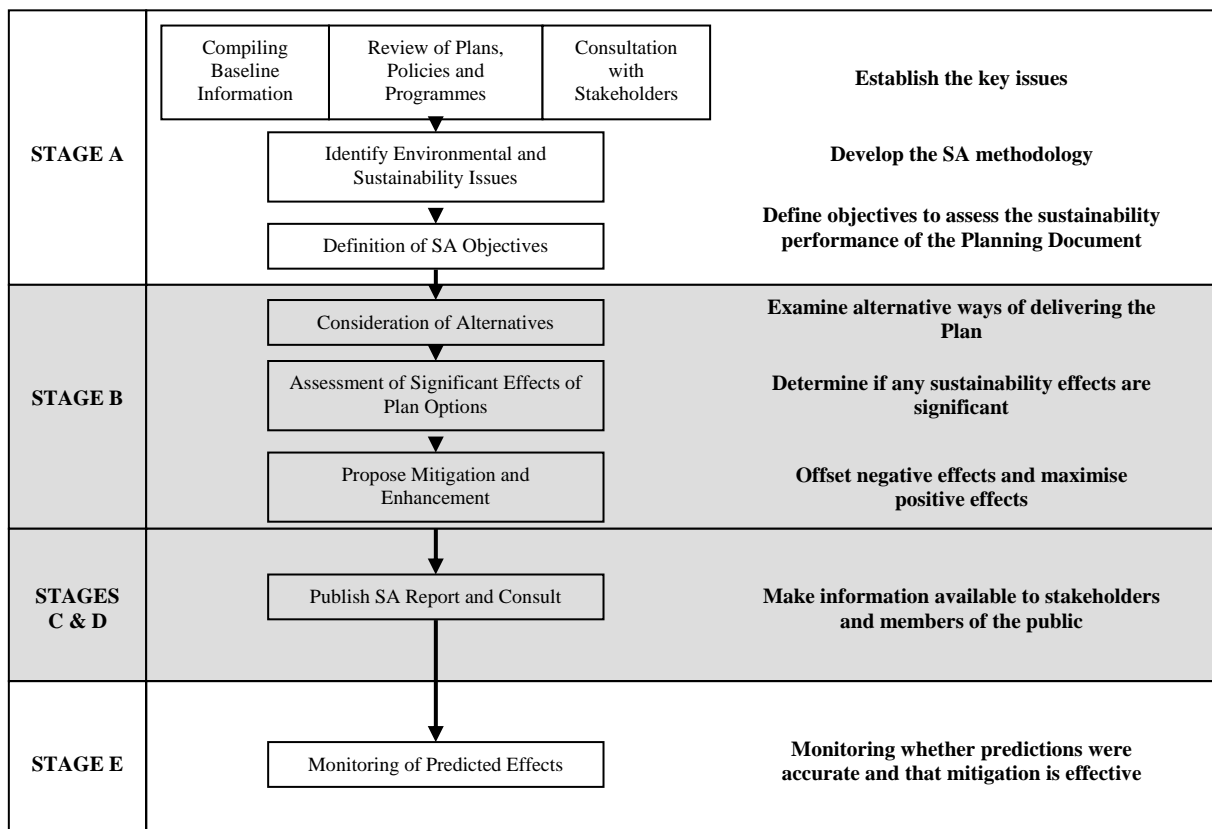 Compiling
Baseline
Information
Review of Plans,
Policies and
Programmes
Consultation
with
Stakeholders
Establish the key issues
STAGE A
Identify Environmental and
Sustainability Issues
Develop the SA methodology
Definition of SA Objectives
Define objectives to assess the sustainability
performance of the Planning Document
STAGE B
Consideration of Alternatives
Examine alternative ways of delivering the
Plan
Assessment of Significant Effects of
Plan Options
Determine if any sustainability effects are
significant
Propose Mitigation and
Enhancement
Offset negative effects and maximise
positive effects
STAGES
C & D
Publish SA Report and Consult
Make information available to stakeholders
and members of the public
STAGE E
Monitoring of Predicted Effects
Monitoring whether predictions were
accurate and that mitigation is effective